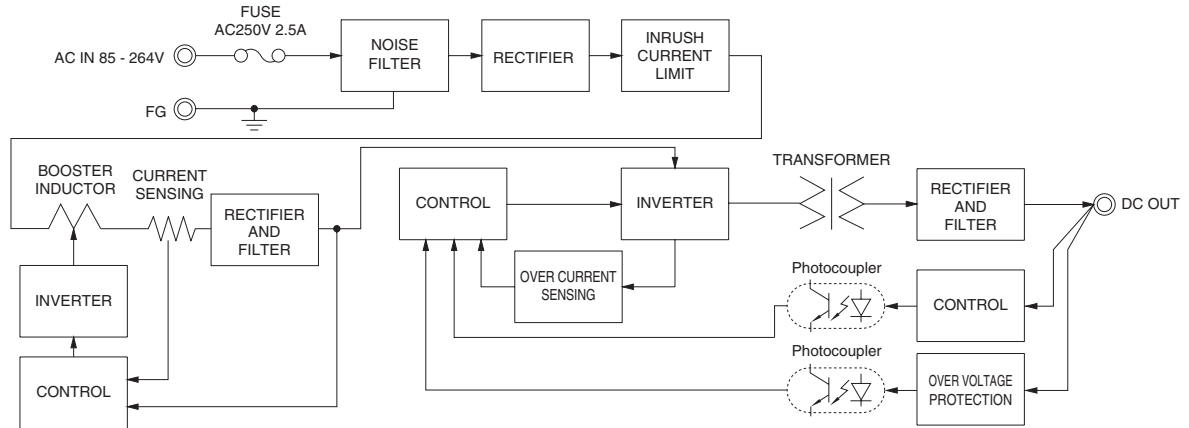 FUSE
AC250V 2.5A
AC IN 85 - 264V
NOISE
FILTER
RECTIFIER
INRUSH
CURRENT
LIMIT
FG
BOOSTER
INDUCTOR
CURRENT
SENSING
RECTIFIER
AND
FILTER
CONTROL
INVERTER
TRANSFORMER
RECTIFIER
AND
FILTER
DC OUT
OVER CURRENT
SENSING
Photocoupler
CONTROL
INVERTER
CONTROL
Photocoupler
OVER VOLTAGE
PROTECTION